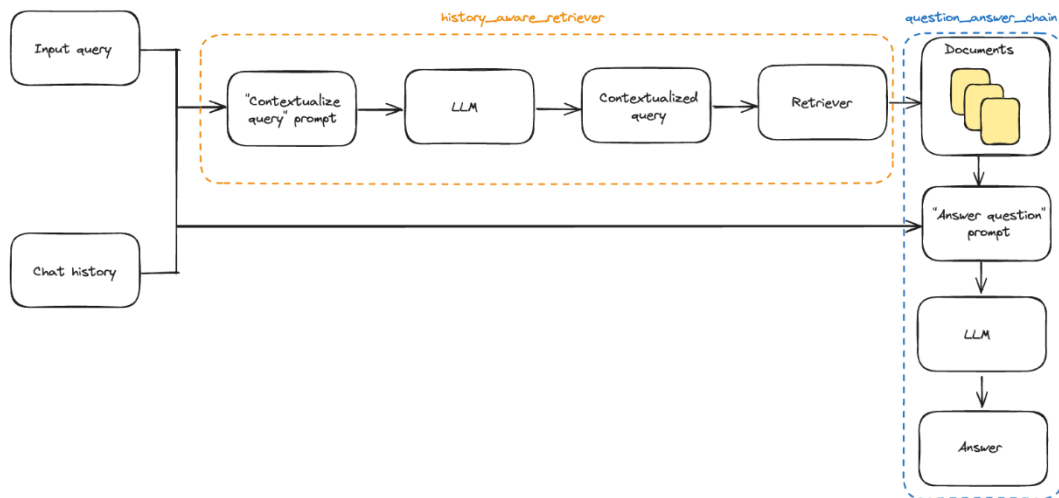 history_aware_retriever
question_answer_chain
Input query
"Contextualize
query" prompt
LLM
Contextualized
query
Retriever
Documents
"Answer question"
prompt
Chat history
LLM
Answer